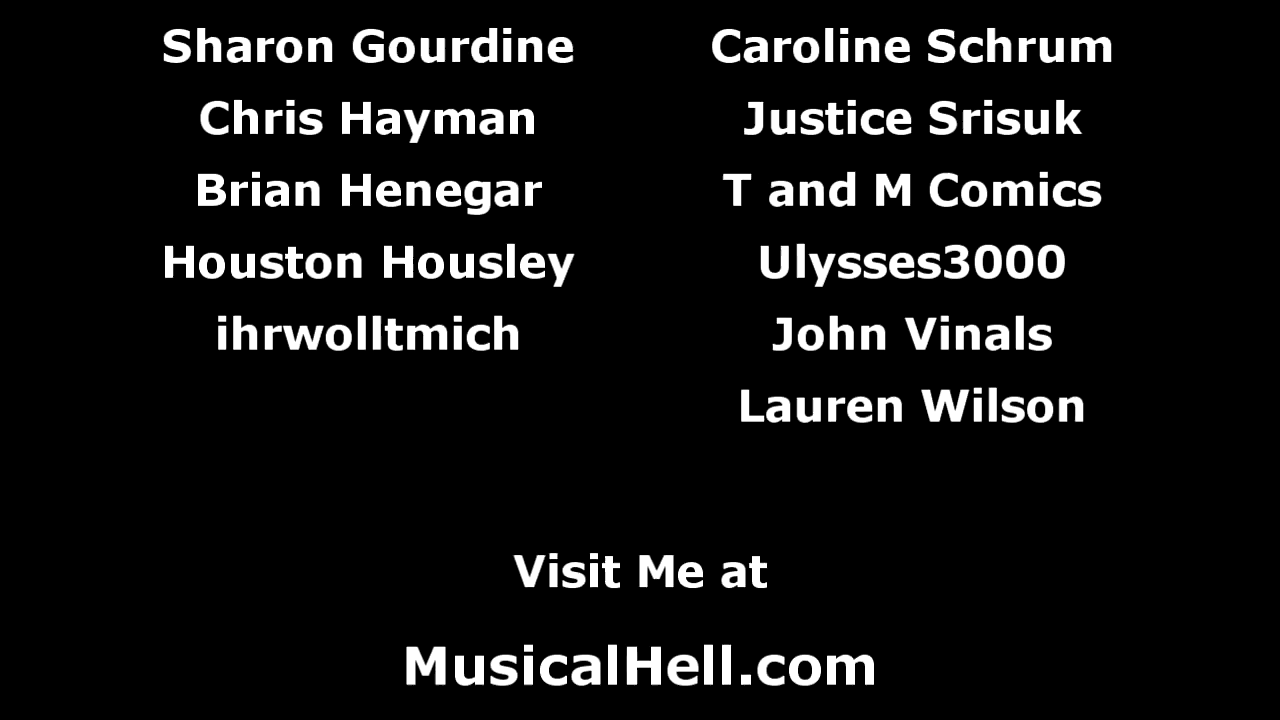 Sharon Gourdine
Chris Hayman
Brian Henegar
Houston Housley
ihrwolltmich
Caroline Schrum
Justice Srisuk
T and M Comics
Ulysses3000
John Vinals
Lauren Wilson
Visit Me at
MusicalHell.com